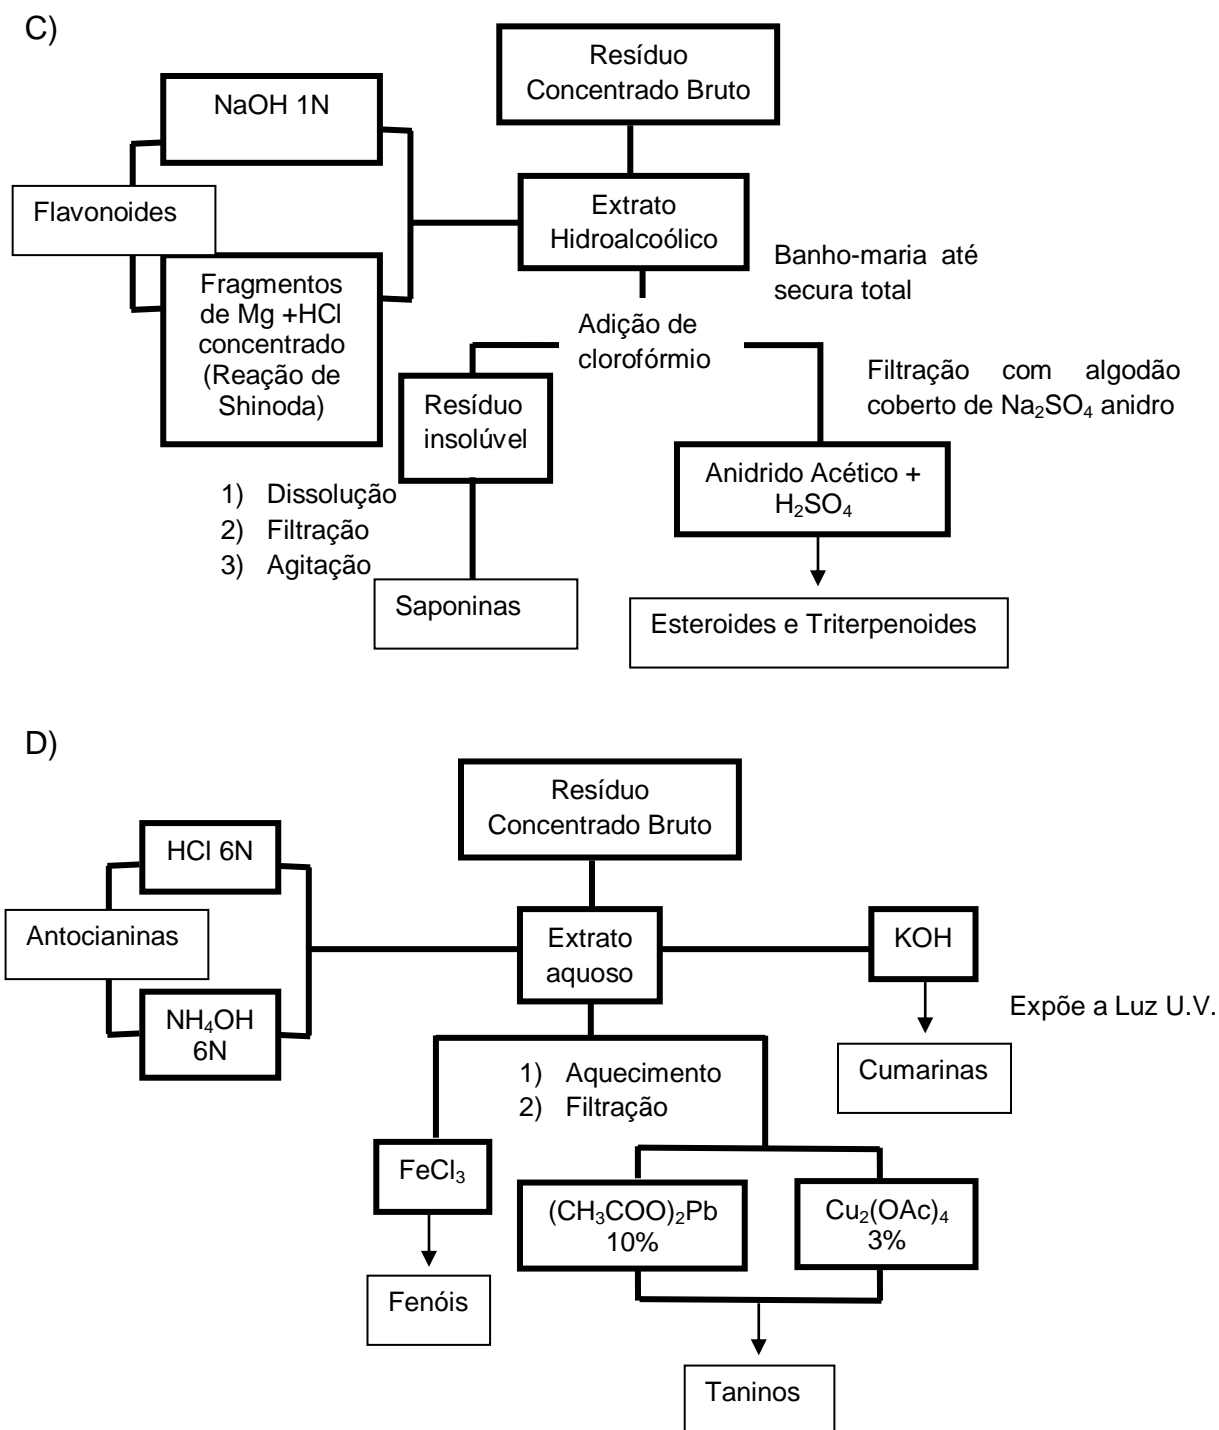 C)
Resíduo
Concentrado Bruto
NaOH 1N
Flavonoides
Extrato
Hidroalcoólico
Banho-maria até
secura total
Fragmentos
de Mg +HCl
concentrado
(Reação de
Shinoda)
Adição de
clorofórmio
Filtração com algodão
coberto de Na₂SO₄ anidro
Resíduo
insolúvel
Anidrido Acético +
H₂SO₄
1) Dissolução
2) Filtração
3) Agitação
Saponinas
Esteroides e Triterpenoides
D)
Resíduo
Concentrado Bruto
HCl 6N
Antocianinas
Extrato
aquoso
KOH
NH₄OH
6N
Expõe a Luz U.V.
1) Aquecimento
2) Filtração
Cumarinas
FeCl₃
(CH₃COO)₂Pb
10%
Cu₂(OAc)₄
3%
Fenóis
Taninos